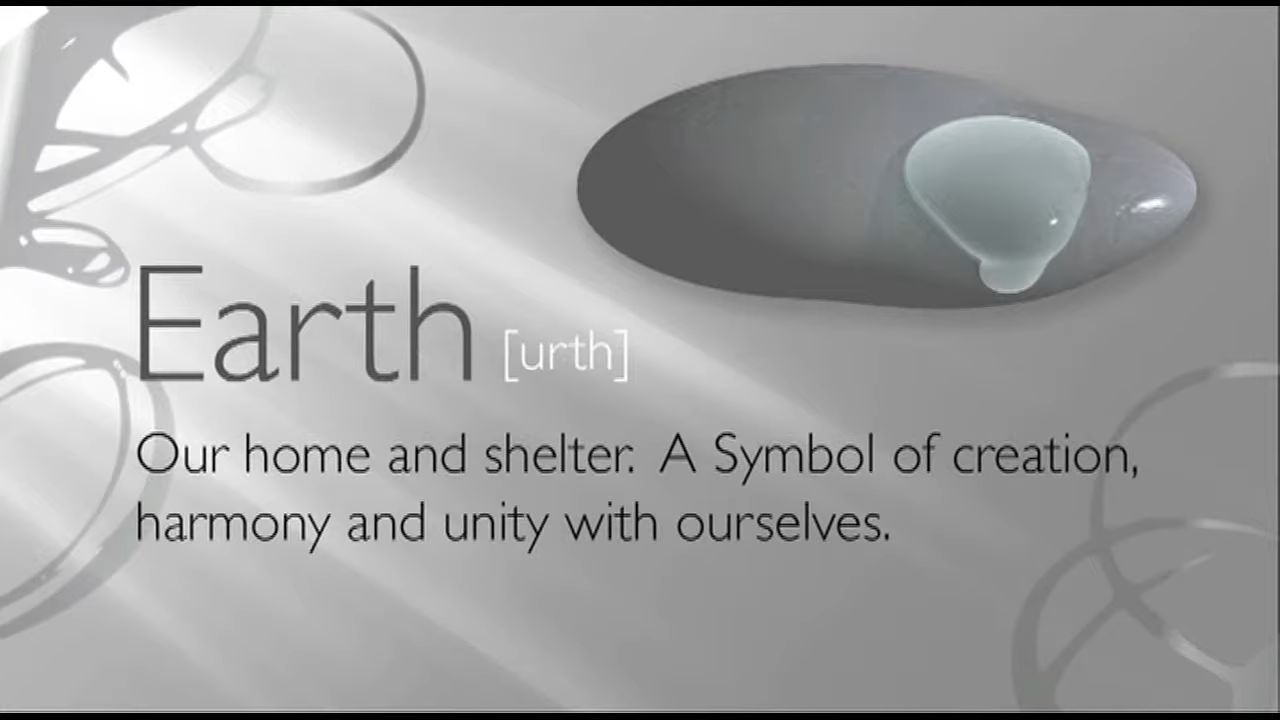 Earth [urth]
Our home and shelter. A Symbol of creation,
harmony and unity with ourselves.